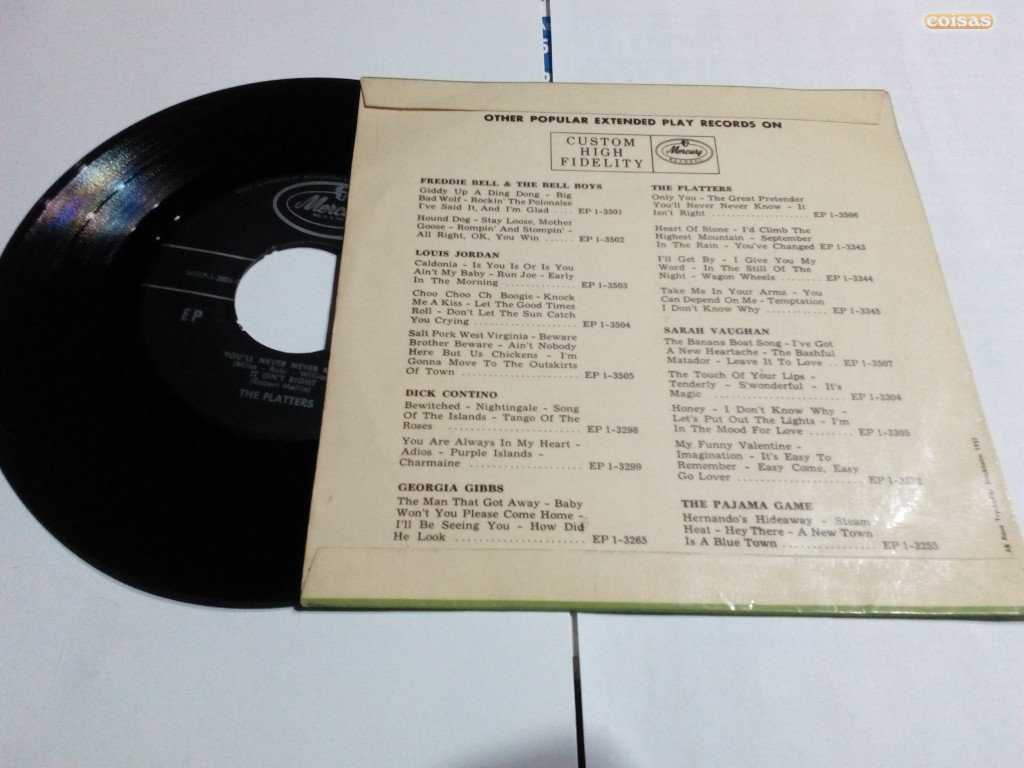 coisas
OTHER POPULAR EXTENDED PLAY RECORDS ON
CUSTOM
HIGH
FIDELITY
Mercury
RECORDS
FREDDIE BELL & THE BELL BOYS
Giddy Up A Ding Dong - Big
Bad Wolf - Rockin' The Polonaise
I've Said It, And I'm Glad .... EP 1-3501
Hound Dog - Stay Loose, Mother
Goose - Rompin' And Stompin' -
All Right, OK, You Win ...... EP 1-3502
LOUIS JORDAN
Caldonia - Is You Is Or Is You
Ain't My Baby - Run Joe - Early
In The Morning .............. EP 1-3503
Choo Choo Ch Boogie - Knock
Me A Kiss - Let The Good Times
Roll - Don't Let The Sun Catch
You Crying .................. EP 1-3504
Salt Pork West Virginia - Beware
Brother Beware - Ain't Nobody
Here But Us Chickens - I'm
Gonna Move To The Outskirts
Of Town ..................... EP 1-3505
DICK CONTINO
Bewitched - Nightingale - Song
Of The Islands - Tango Of The
Roses ....................... EP 1-3298
You Are Always In My Heart -
Adios - Purple Islands -
Charmaine ................... EP 1-3299
GEORGIA GIBBS
The Man That Got Away - Baby
Won't You Please Come Home -
I'll Be Seeing You - How Did
He Look ..................... EP 1-3265
THE PLATTERS
Only You - The Great Pretender
You'll Never Never Know - It
Isn't Right ................. EP 1-3506
Heart Of Stone - I'd Climb The
Highest Mountain - September
In The Rain - You've Changed EP 1-3343
I'll Get By - I Give You My
Word - In The Still Of The
Night - Wagon Wheels ........ EP 1-3344
Take Me In Your Arms - You
Can Depend On Me - Temptation
I Don't Know Why ............ EP 1-3345
SARAH VAUGHAN
The Banana Boat Song - I've Got
A New Heartache - The Bashful
Matador - Leave It To Love .. EP 1-3507
The Touch Of Your Lips -
Tenderly - S'wonderful - It's
Magic ....................... EP 1-3304
Honey - I Don't Know Why -
Let's Put Out The Lights - I'm
In The Mood For Love ........ EP 1-3305
My Funny Valentine -
Imagination - It's Easy To
Remember - Easy Come, Easy
Go Lover .................... EP
THE PAJAMA GAME
Hernando's Hideaway - Steam
Heat - Hey There - A New Town
Is A Blue Town .............. EP 1-3255
Stockholm 1957
Mercury
EP
YOU'LL NEVER NEVER
IT ISN'T RIGHT
THE PLATTERS